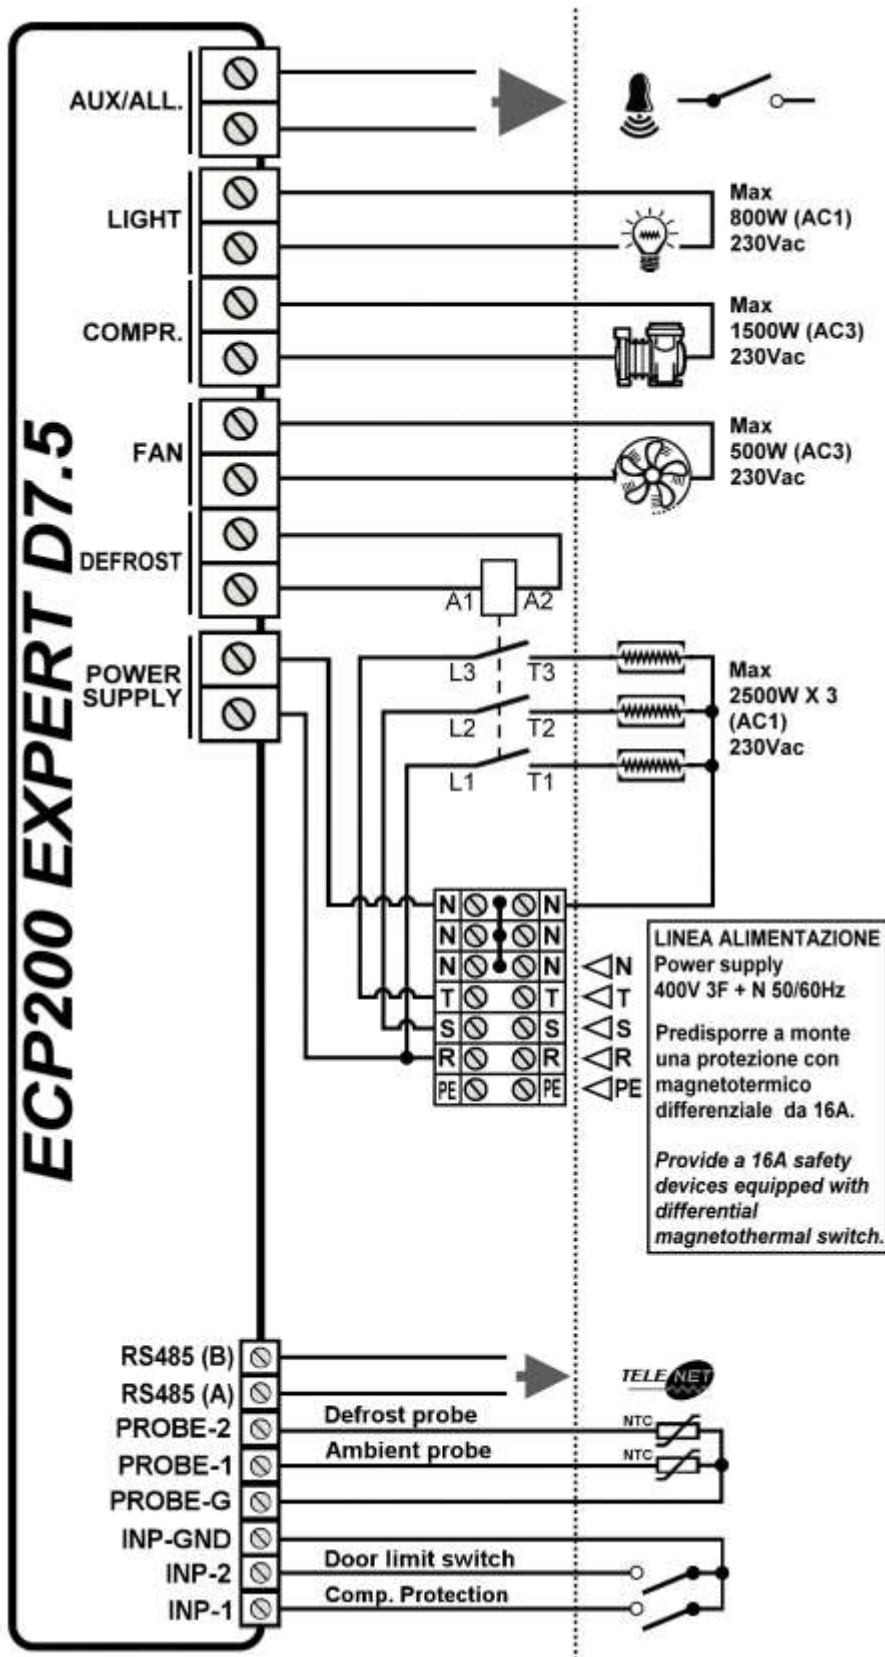 ECP200 EXPERT D7.5
AUX/ALL.
LIGHT
Max
800W (AC1)
230Vac
COMPR.
Max
1500W (AC3)
230Vac
FAN
Max
500W (AC3)
230Vac
DEFROST
A1 A2
POWER
SUPPLY
L3 T3
L2 T2
L1 T1
Max
2500W X 3
(AC1)
230Vac
N N
N N
N N N
T T T
S S S
R R R
PE PE PE
LINEA ALIMENTAZIONE
Power supply
400V 3F + N 50/60Hz
Predisporre a monte
una protezione con
magnetotermico
differenziale da 16A.
Provide a 16A safety
devices equipped with
differential
magnetothermal switch.
RS485 (B)
RS485 (A)
TELENET
PROBE-2 Defrost probe NTC
PROBE-1 Ambient probe NTC
PROBE-G
INP-GND
INP-2 Door limit switch
INP-1 Comp. Protection